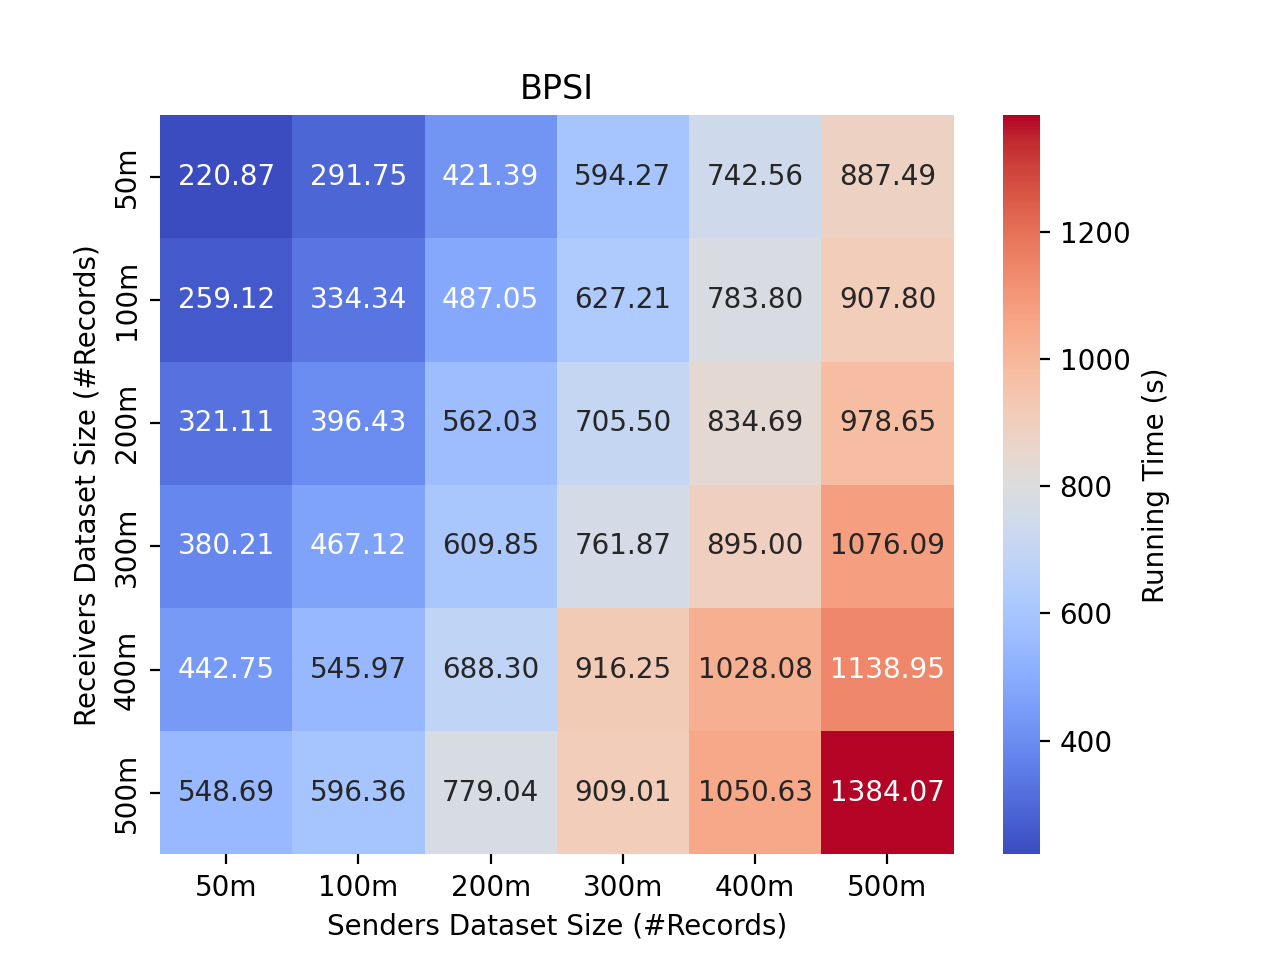 BPSI
50m 220.87 291.75 421.39 594.27 742.56 887.49
100m 259.12 334.34 487.05 627.21 783.80 907.80
200m 321.11 396.43 562.03 705.50 834.69 978.65
300m 380.21 467.12 609.85 761.87 895.00 1076.09
400m 442.75 545.97 688.30 916.25 1028.08 1138.95
500m 548.69 596.36 779.04 909.01 1050.63 1384.07
50m 100m 200m 300m 400m 500m
Senders Dataset Size (#Records)
Receivers Dataset Size (#Records)
1200
1000
800
600
400
Running Time (s)